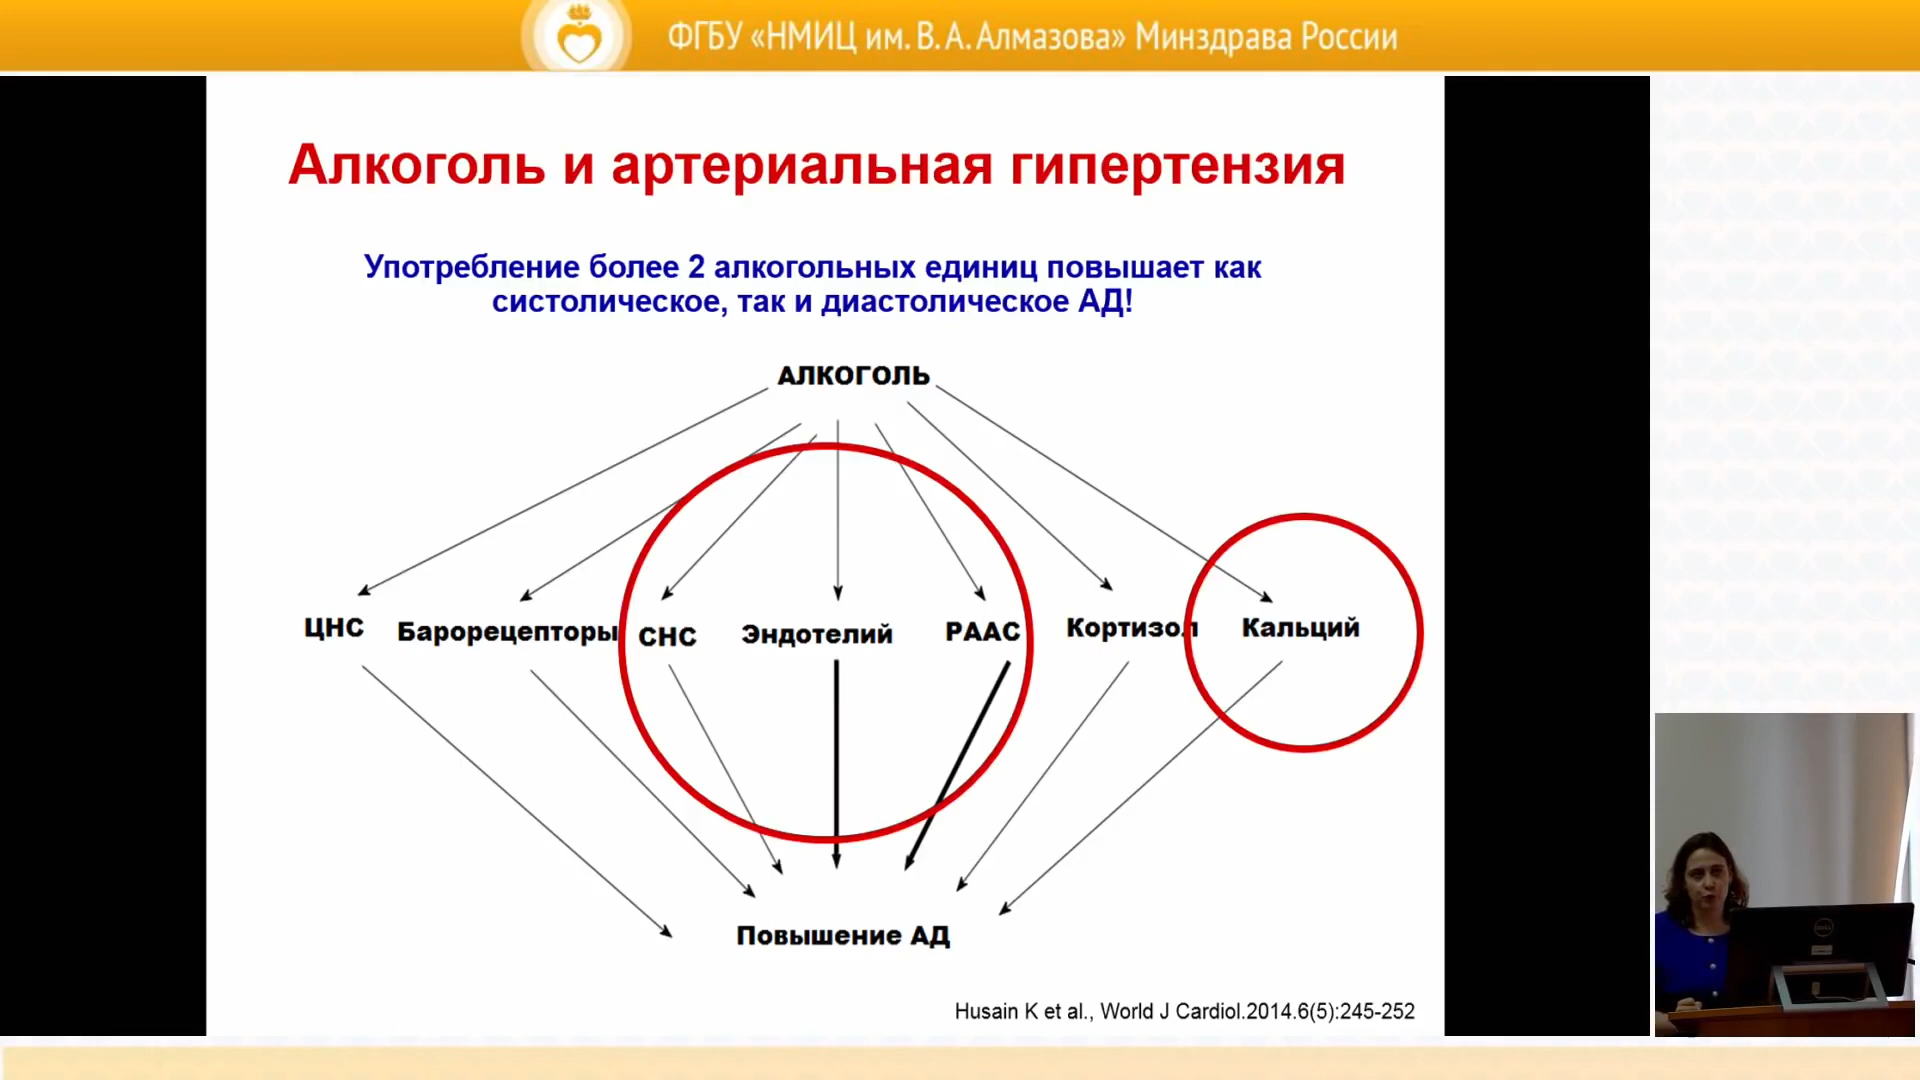 ФГБУ «НМИЦ им. В. А. Алмазова» Минздрава России
Алкоголь и артериальная гипертензия
Употребление более 2 алкогольных единиц повышает как
систолическое, так и диастолическое АД!
АЛКОГОЛЬ
ЦНС Барорецепторы СНС Эндотелий РААС Кортизол Кальций
Повышение АД
Husain K et al., World J Cardiol.2014.6(5):245-252
DELL